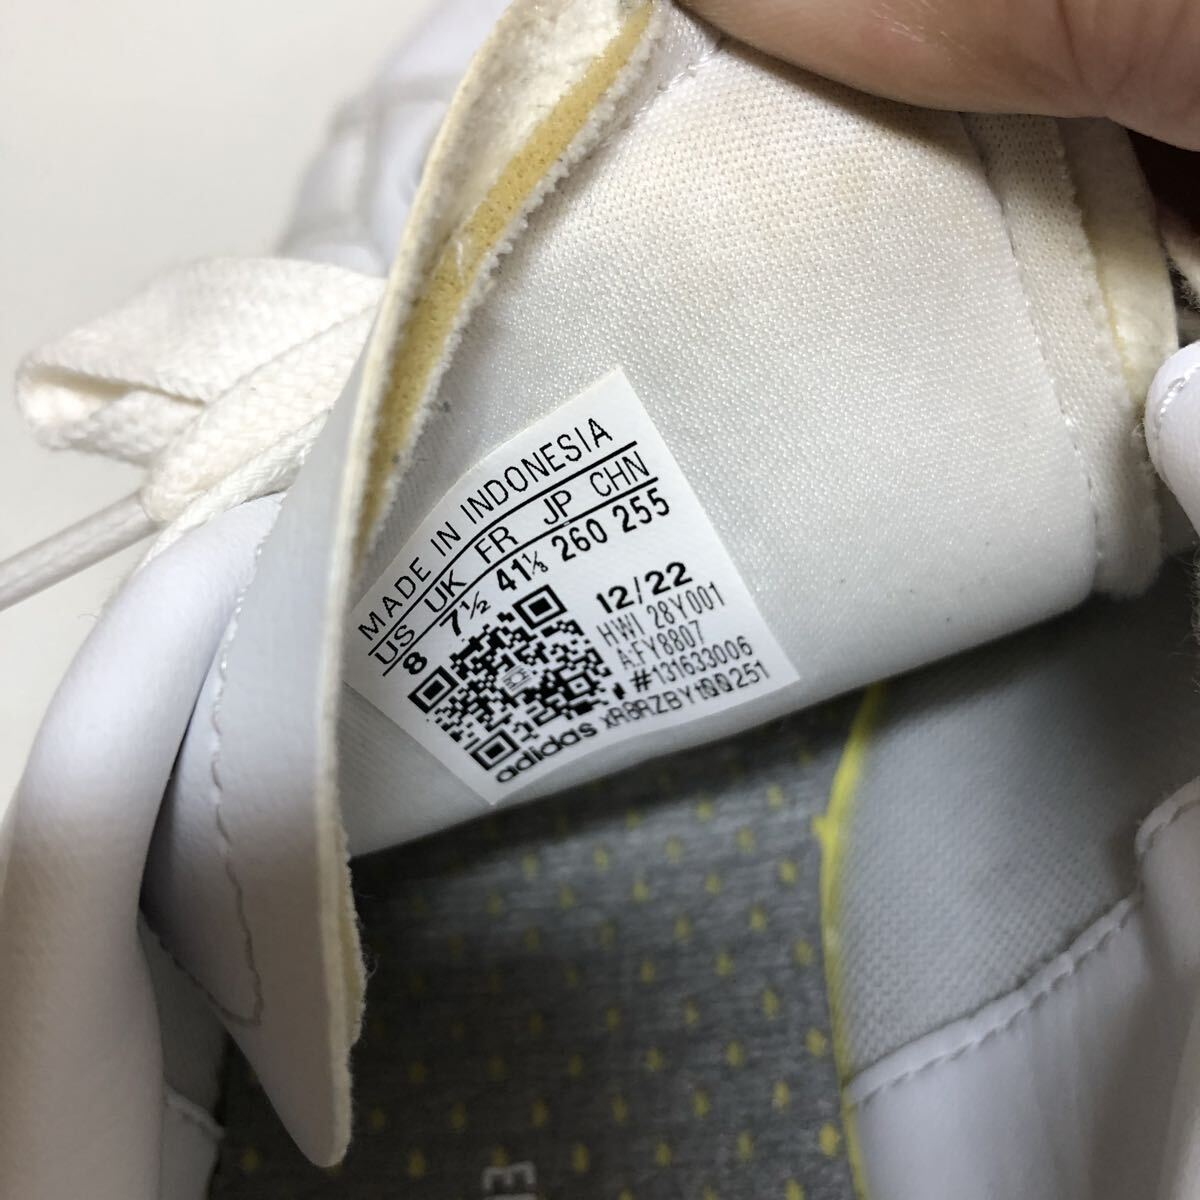 MADE IN INDONESIA
US UK FR JP CHN
8 7½ 41⅓ 260 255
12/22
HWI 28Y001
A:FY8807
#131633006
adidas
E